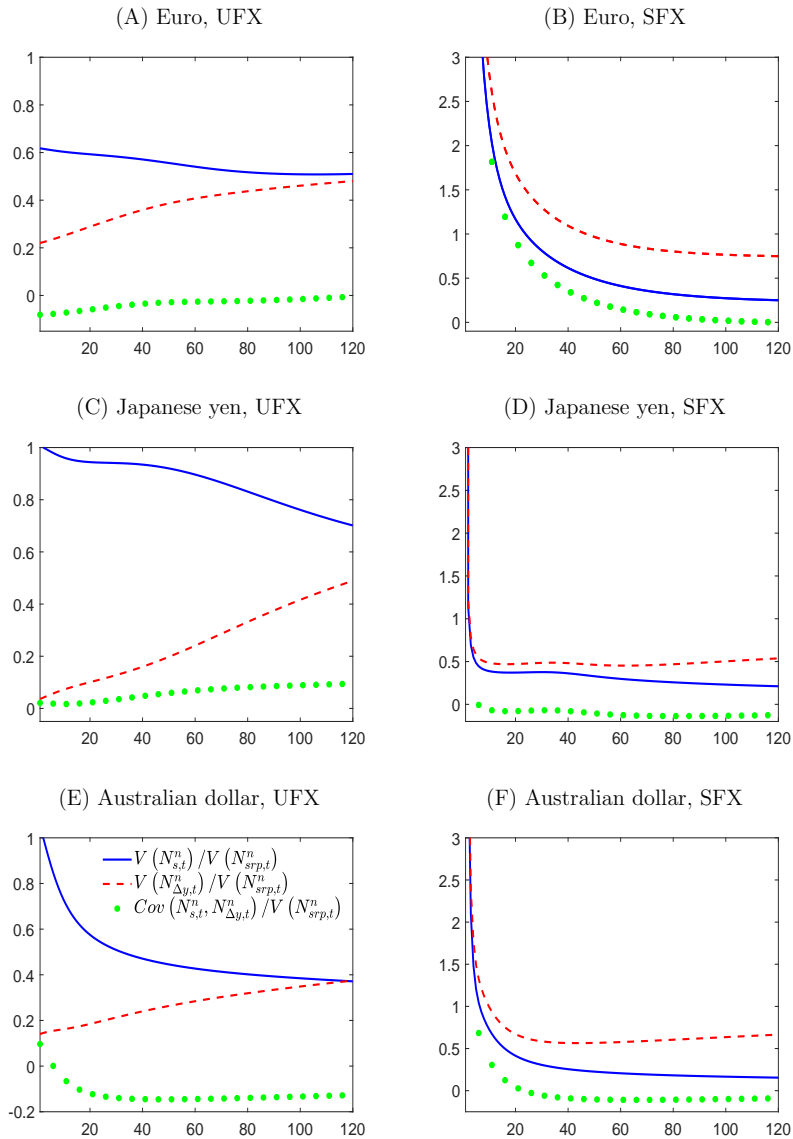 (A) Euro, UFX
1
0.8
0.6
0.4
0.2
0
20 40 60 80 100 120
(B) Euro, SFX
3
2.5
2
1.5
1
0.5
0
20 40 60 80 100 120
(C) Japanese yen, UFX
1
0.8
0.6
0.4
0.2
0
20 40 60 80 100 120
(D) Japanese yen, SFX
3
2.5
2
1.5
1
0.5
0
20 40 60 80 100 120
(E) Australian dollar, UFX
1
0.8
0.6
0.4
0.2
0
-0.2
20 40 60 80 100 120
V (N^n_{s,t}) /V (N^n_{srp,t})
V (N^n_{Δy,t}) /V (N^n_{srp,t})
Cov (N^n_{s,t}, N^n_{Δy,t}) /V (N^n_{srp,t})
(F) Australian dollar, SFX
3
2.5
2
1.5
1
0.5
0
20 40 60 80 100 120